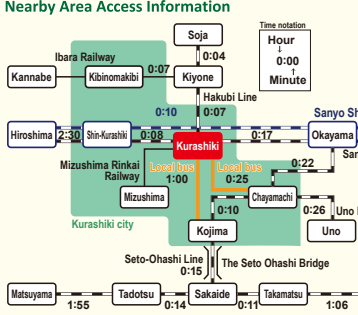 Nearby Area Access Information
Time notation
Hour
↓
0:00
↑
Minute
Soja
0:04
Ibara Railway
Kannabe
Kibinomakibi
0:07
Kiyone
Hakubi Line
0:10
0:07
Sanyo Sh
Hiroshima
2:30
Shin-Kurashiki
0:08
Kurashiki
0:17
Okayama
San
Mizushima Rinkai
Railway
Local bus
1:00
Local bus
0:25
0:22
Mizushima
Chayamachi
Kurashiki city
0:10
0:26
Uno
Kojima
Uno
Seto-Ohashi Line
0:15
The Seto Ohashi Bridge
Matsuyama
Tadotsu
Sakaide
Takamatsu
1:55
0:14
0:11
1:06